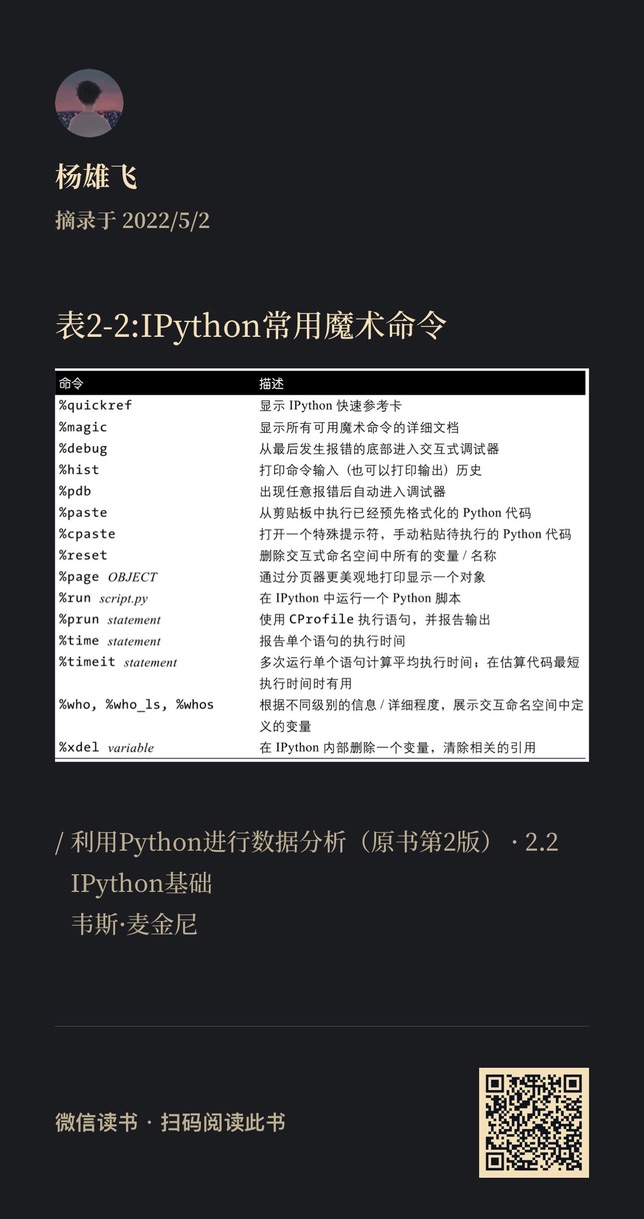 杨雄飞
摘录于 2022/5/2
表2-2:IPython常用魔术命令
命令 描述
%quickref 显示 IPython 快速参考卡
%magic 显示所有可用魔术命令的详细文档
%debug 从最后发生报错的底部进入交互式调试器
%hist 打印命令输入（也可以打印输出）历史
%pdb 出现任意报错后自动进入调试器
%paste 从剪贴板中执行已经预先格式化的 Python 代码
%cpaste 打开一个特殊提示符，手动粘贴待执行的 Python 代码
%reset 删除交互式命名空间中所有的变量 / 名称
%page OBJECT 通过分页器更美观地打印显示一个对象
%run script.py 在 IPython 中运行一个 Python 脚本
%prun statement 使用 CProfile 执行语句，并报告输出
%time statement 报告单个语句的执行时间
%timeit statement 多次运行单个语句计算平均执行时间；在估算代码最短
执行时间时有用
%who, %who_ls, %whos 根据不同级别的信息 / 详细程度，展示交互命名空间中定
义的变量
%xdel variable 在 IPython 内部删除一个变量，清除相关的引用
/ 利用Python进行数据分析（原书第2版） · 2.2
IPython基础
韦斯·麦金尼
微信读书 · 扫码阅读此书